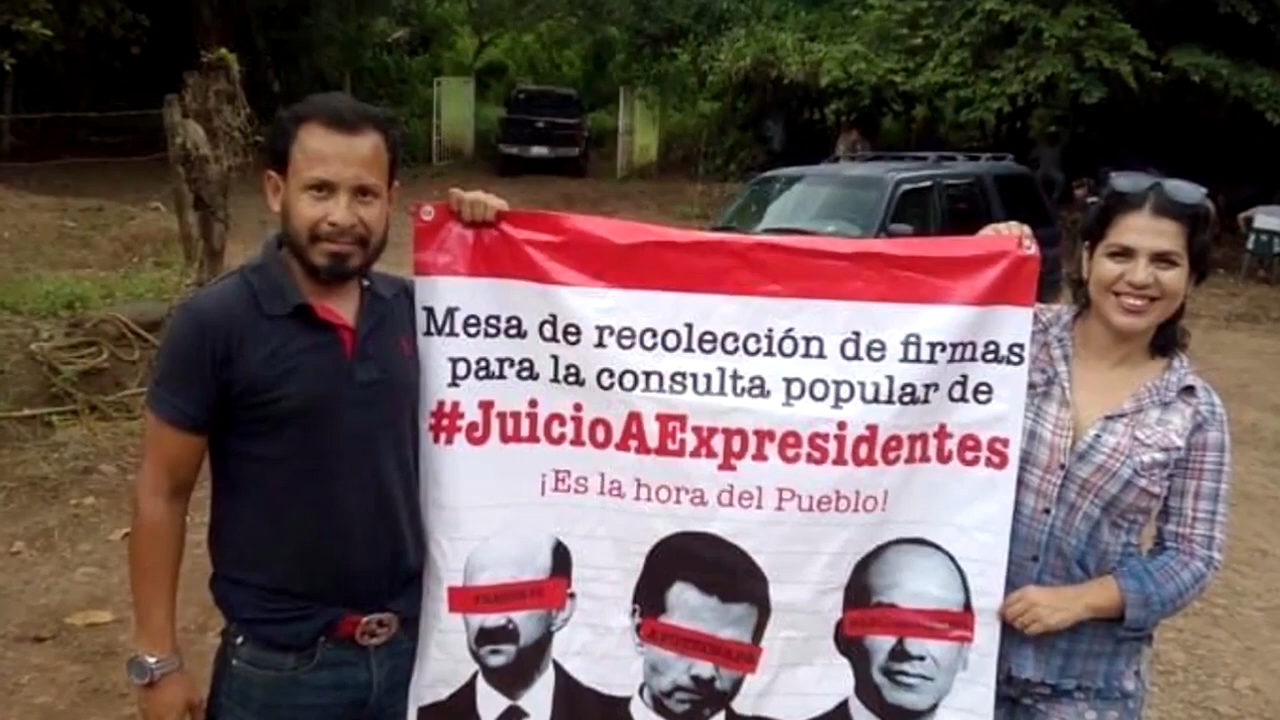 Mesa de recolección de firmas
para la consulta popular de
#JuicioAExpresidentes
¡Es la hora del Pueblo!